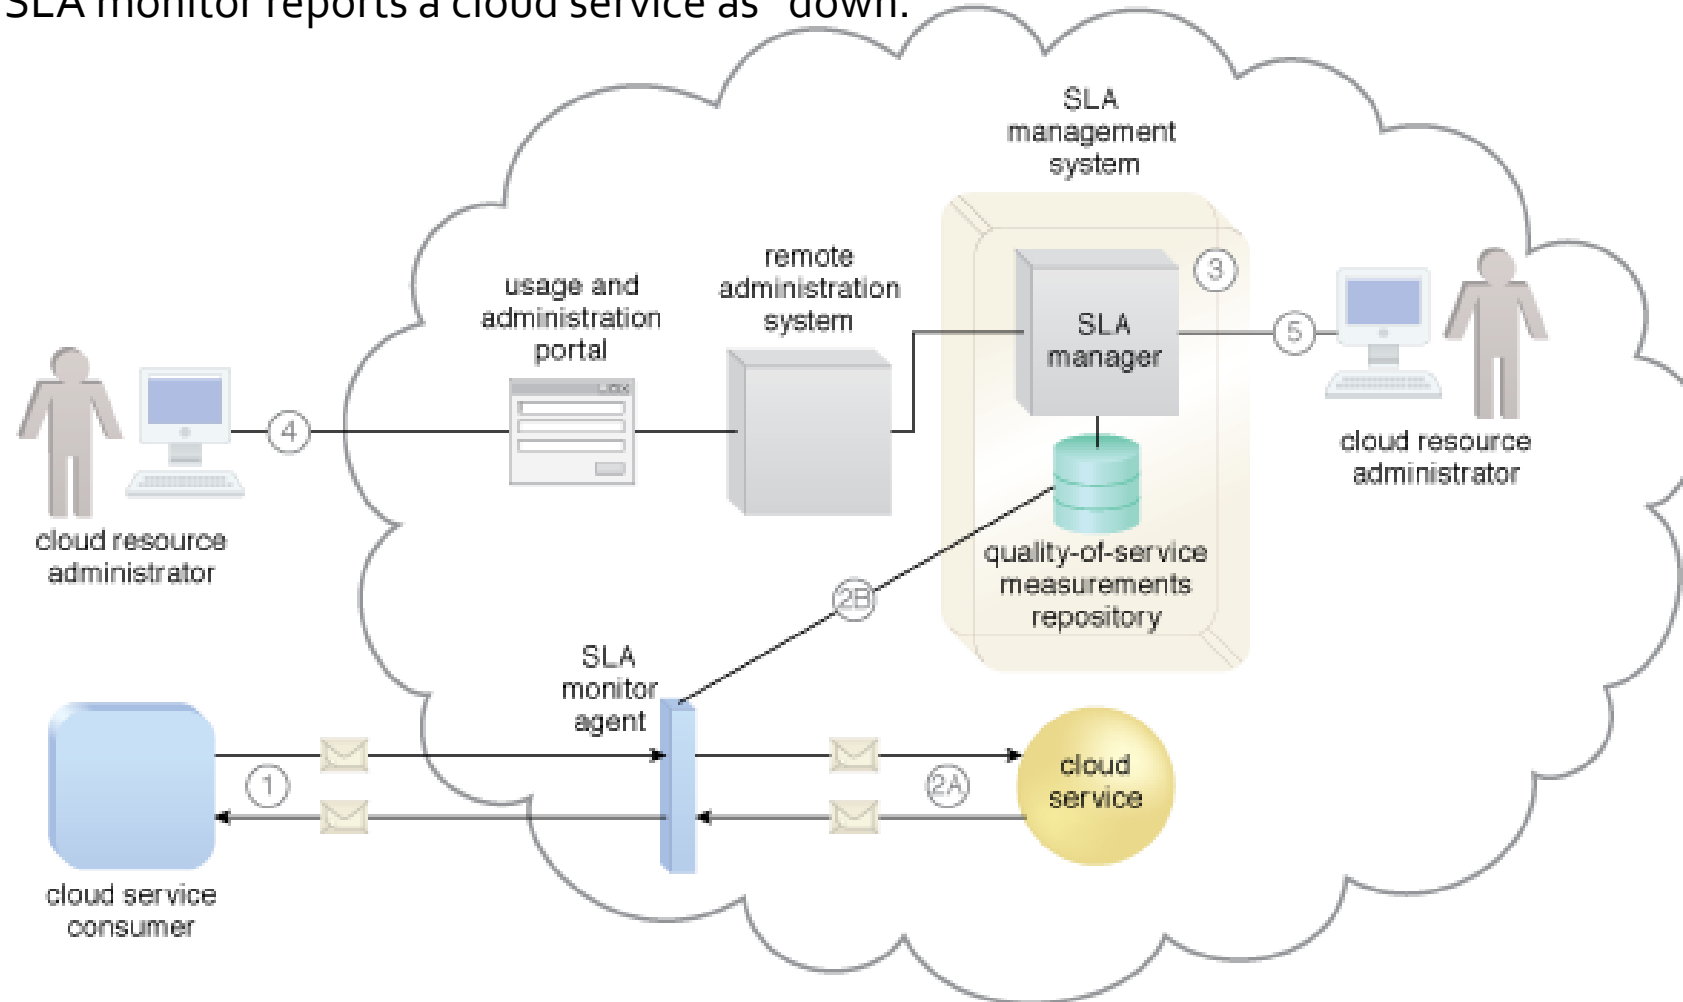 SLA monitor reports a cloud service as "down.
SLA
management
system
remote
administration
system
usage and
administration
portal
3
SLA
manager
5
4
cloud resource
administrator
cloud resource
administrator
quality-of-service
measurements
repository
2B
SLA
monitor
agent
1
2A
cloud
service
cloud service
consumer